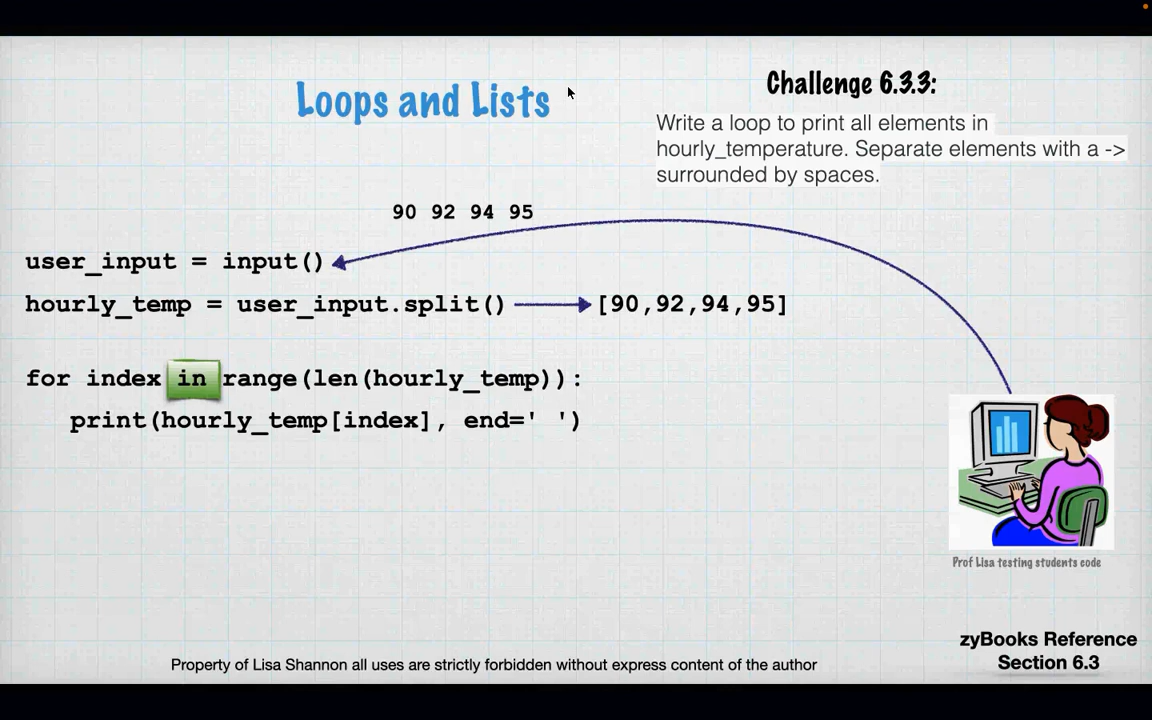 Loops and Lists
Challenge 6.3.3:
Write a loop to print all elements in
hourly_temperature. Separate elements with a ->
surrounded by spaces.
90 92 94 95
user_input = input()
hourly_temp = user_input.split() [90,92,94,95]
for index in range(len(hourly_temp)):
print(hourly_temp[index], end=' ')
Prof Lisa testing students code
zyBooks Reference
Section 6.3
Property of Lisa Shannon all uses are strictly forbidden without express content of the author